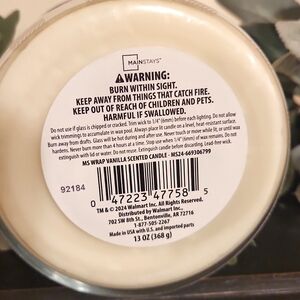 MAINSTAYS
WARNING:
BURN WITHIN SIGHT.
KEEP AWAY FROM THINGS THAT CATCH FIRE.
KEEP OUT OF REACH OF CHILDREN AND PETS.
HARMFUL IF SWALLOWED.
Do not use if glass is chipped or cracked. Trim wick to 1/4" (6mm) before each lighting. Do not allow
wick trimmings to accumulate in wax pool. Always place lit candle on a level, heat-resistant surface.
Burn away from drafts. Glass will be hot during and after use. Never touch or move while lit, or until wax
hardens. Never burn more than 4 hours at a time. Stop use when 1/4" (6mm) wax remains. Do not
extinguish with lid or water. Do not reuse. Extinguish candle before discarding. Lead-free wick.
MS WRAP VANILLA SCENTED CANDLE - MS24-669306799
92184
0 47223 47758 5
TM & © 2024 Walmart Inc. All Rights Reserved.
Distributed by Walmart Inc.,
702 SW 8th St., Bentonville, AR 72716
1-877-505-2267
Made in USA with U.S. and imported parts
13 OZ (368 g)